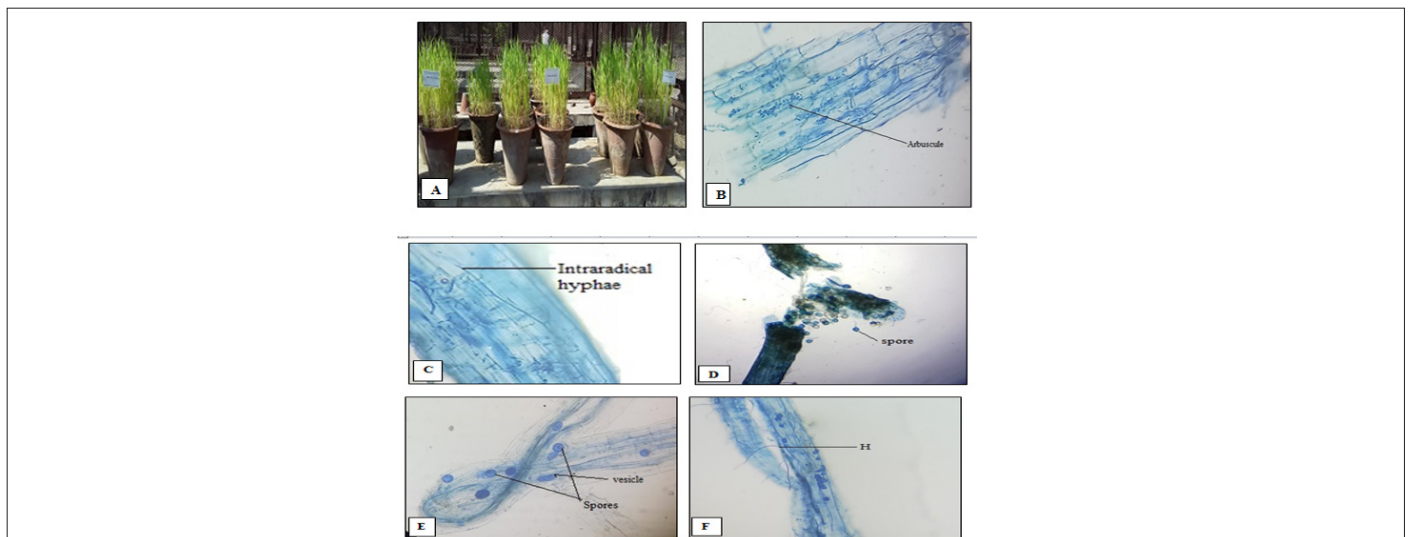 A
Arbuscule
B
Intraradical
hyphae
C
spore
D
vesicle
Spores
E
H
F